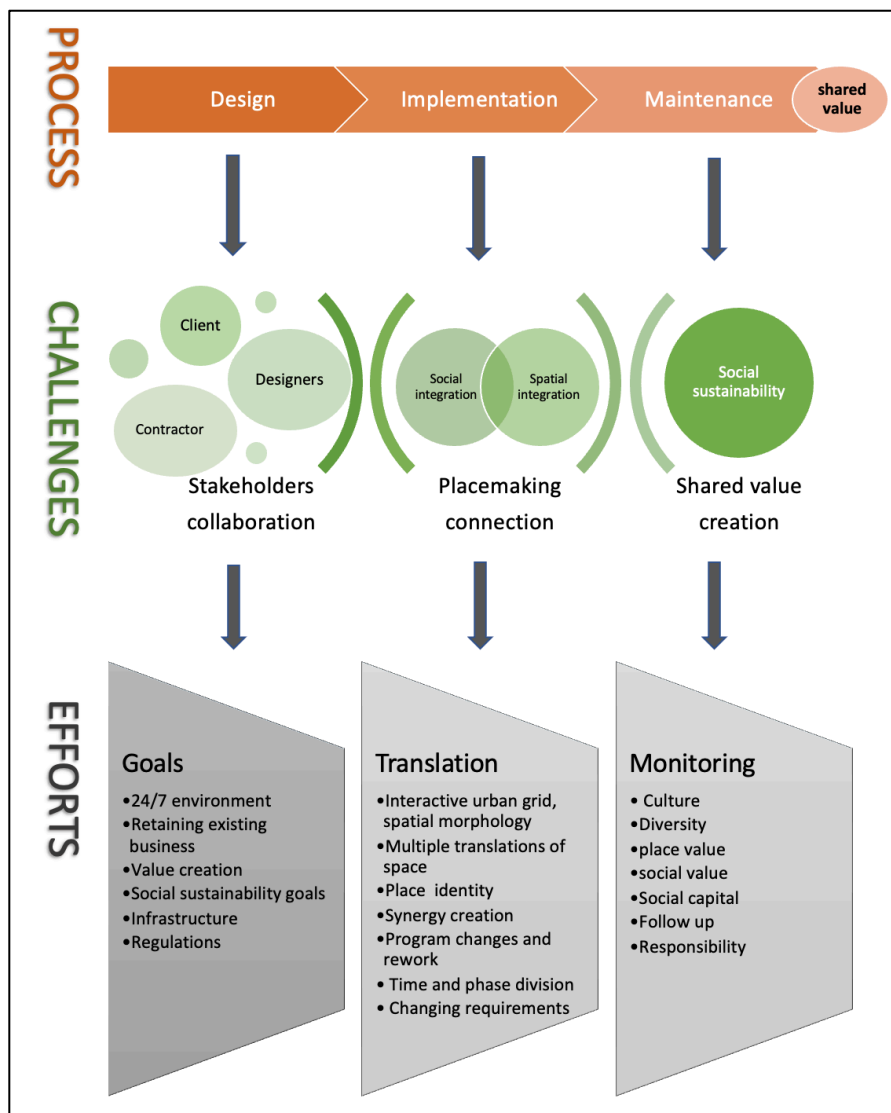 PROCESS
Design
Implementation
Maintenance
shared
value
CHALLENGES
Client
Designers
Contractor
Stakeholders
collaboration
Social
integration
Spatial
integration
Placemaking
connection
Social
sustainability
Shared value
creation
EFFORTS
Goals
•24/7 environment
•Retaining existing
business
•Value creation
•Social sustainability goals
•Infrastructure
•Regulations
Translation
•Interactive urban grid,
spatial morphology
•Multiple translations of
space
•Place identity
•Synergy creation
•Program changes and
rework
• Time and phase division
• Changing requirements
Monitoring
• Culture
•Diversity
•place value
•social value
•Social capital
•Follow up
•Responsibility